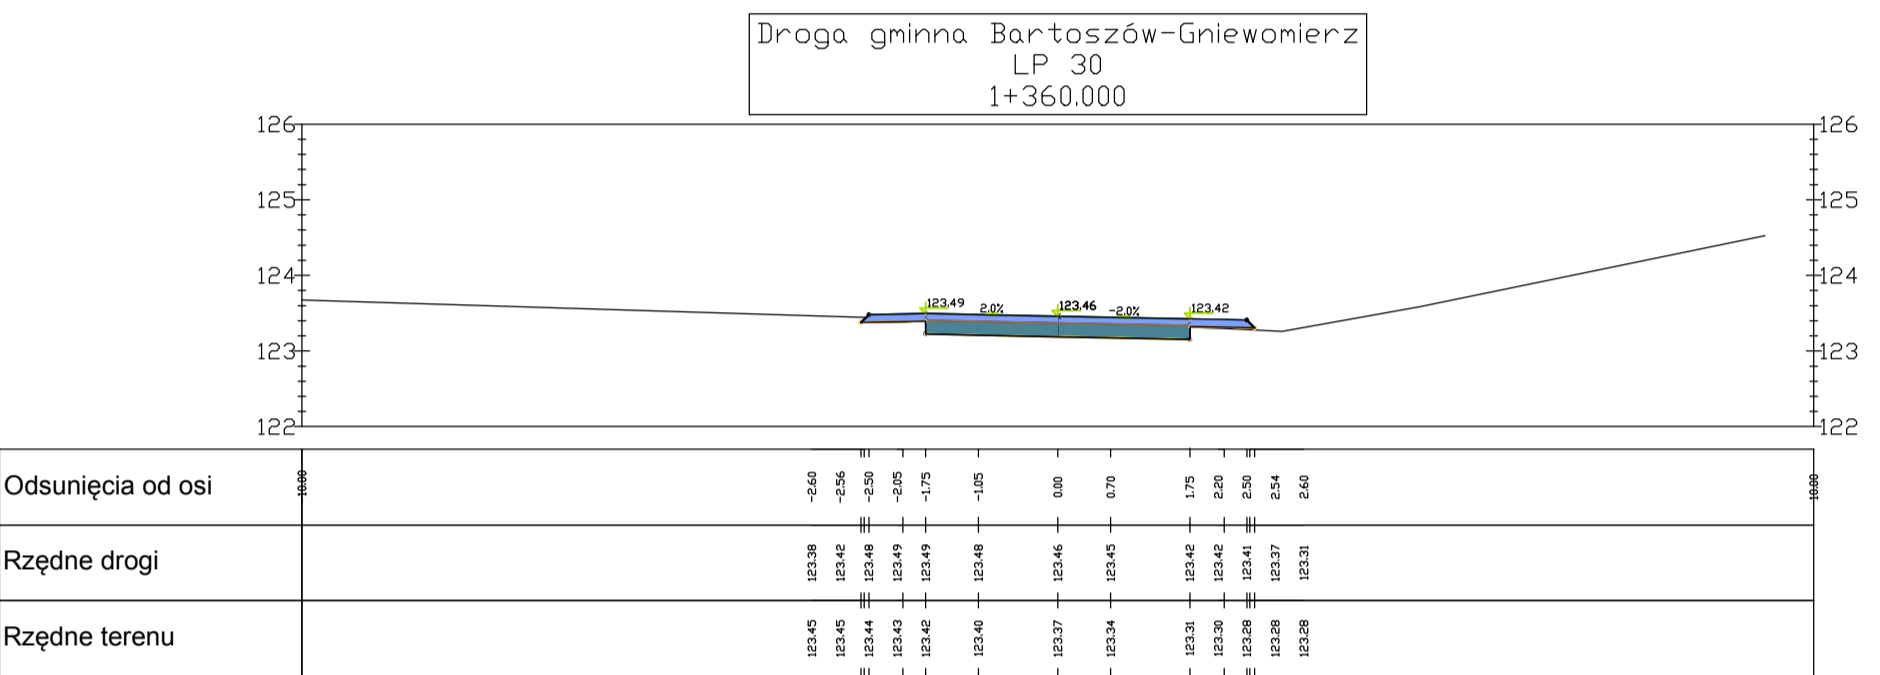 Droga gminna Bartoszów-Gniewomierz
LP 30
1+360.000
126 126
125 125
124 124
123 123
122 122
123.49 2.0% 123.46 -2.0% 123.42
Odsunięcia od osi 10.00 -2.60 -2.56 -2.50 -2.05 -1.75 -1.05 0.00 0.70 1.75 2.20 2.50 2.54 2.60 10.00
Rzędne drogi 123.38 123.42 123.48 123.49 123.49 123.48 123.46 123.45 123.42 123.42 123.41 123.37 123.31
Rzędne terenu 123.45 123.45 123.44 123.43 123.42 123.40 123.37 123.34 123.31 123.30 123.28 123.28 123.28